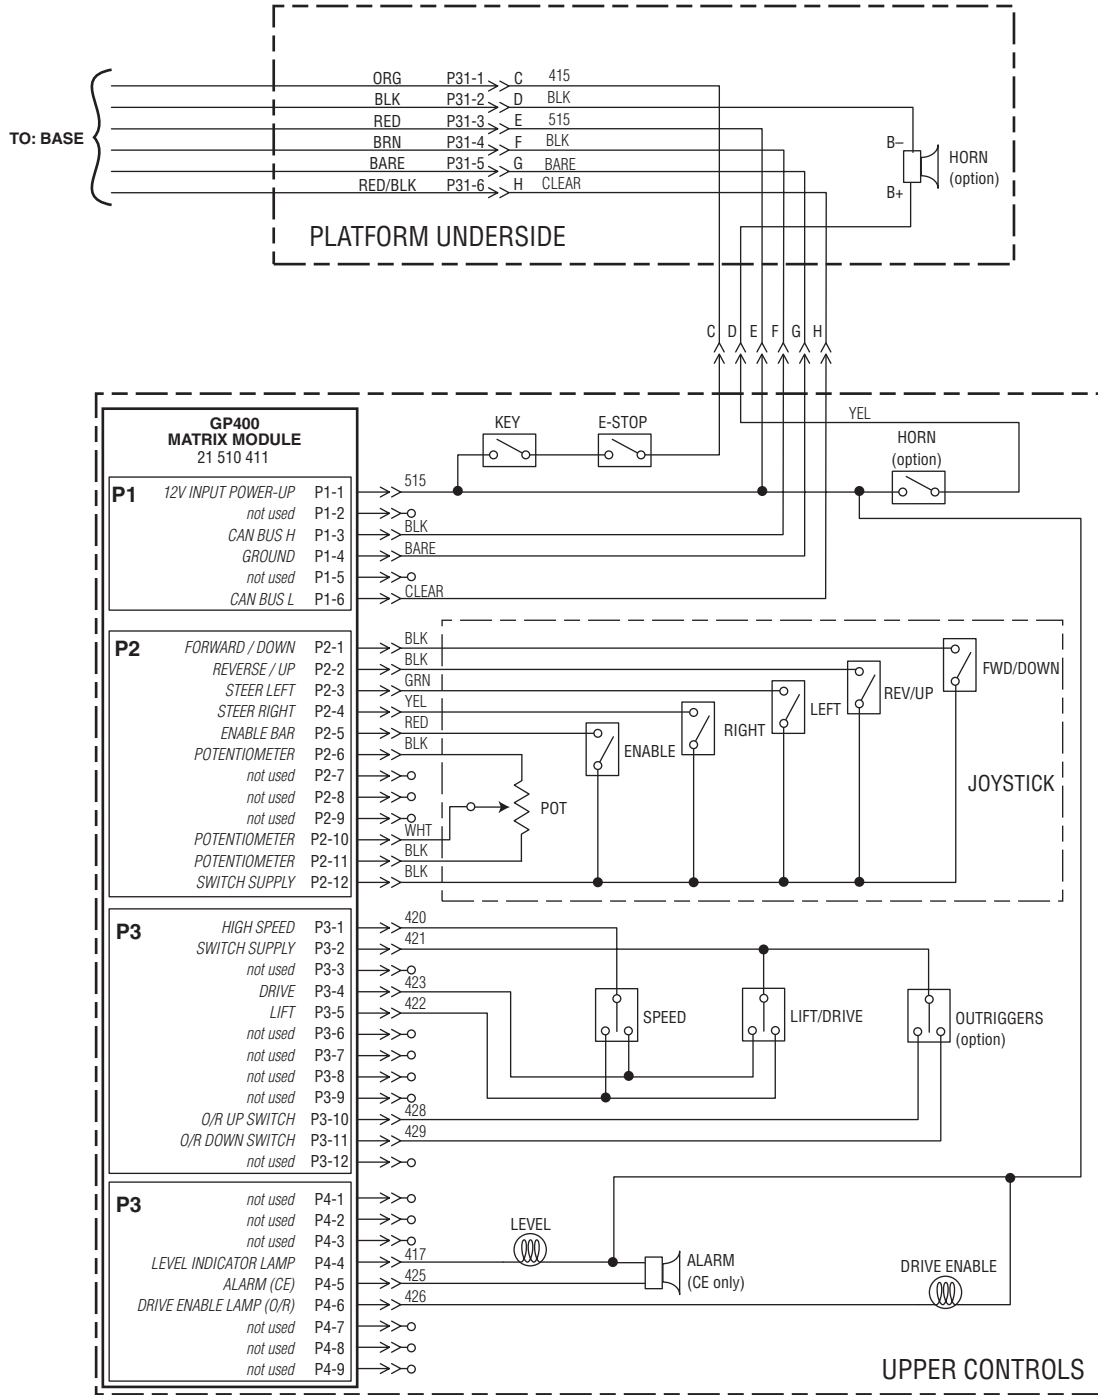 TO: BASE
ORG P31-1 C 415
BLK P31-2 D BLK
RED P31-3 E 515
BRN P31-4 F BLK
BARE P31-5 G BARE
RED/BLK P31-6 H CLEAR
B–
HORN
(option)
B+
PLATFORM UNDERSIDE
C D E F G H
GP400
MATRIX MODULE
21 510 411
KEY
E-STOP
YEL
HORN
(option)
P1
12V INPUT POWER-UP P1-1 515
not used P1-2
CAN BUS H P1-3 BLK
GROUND P1-4 BARE
not used P1-5
CAN BUS L P1-6 CLEAR
P2
FORWARD / DOWN P2-1 BLK
REVERSE / UP P2-2 BLK
STEER LEFT P2-3 GRN
STEER RIGHT P2-4 YEL
ENABLE BAR P2-5 RED
POTENTIOMETER P2-6 BLK
not used P2-7
not used P2-8
not used P2-9
POTENTIOMETER P2-10 WHT
POTENTIOMETER P2-11 BLK
SWITCH SUPPLY P2-12 BLK
FWD/DOWN
REV/UP
LEFT
RIGHT
ENABLE
POT
JOYSTICK
P3
HIGH SPEED P3-1 420
SWITCH SUPPLY P3-2 421
not used P3-3
DRIVE P3-4 423
LIFT P3-5 422
not used P3-6
not used P3-7
not used P3-8
not used P3-9
O/R UP SWITCH P3-10 428
O/R DOWN SWITCH P3-11 429
not used P3-12
SPEED
LIFT/DRIVE
OUTRIGGERS
(option)
P3
not used P4-1
not used P4-2
not used P4-3
LEVEL INDICATOR LAMP P4-4 417
ALARM (CE) P4-5 425
DRIVE ENABLE LAMP (O/R) P4-6 426
not used P4-7
not used P4-8
not used P4-9
LEVEL
ALARM
(CE only)
DRIVE ENABLE
UPPER CONTROLS